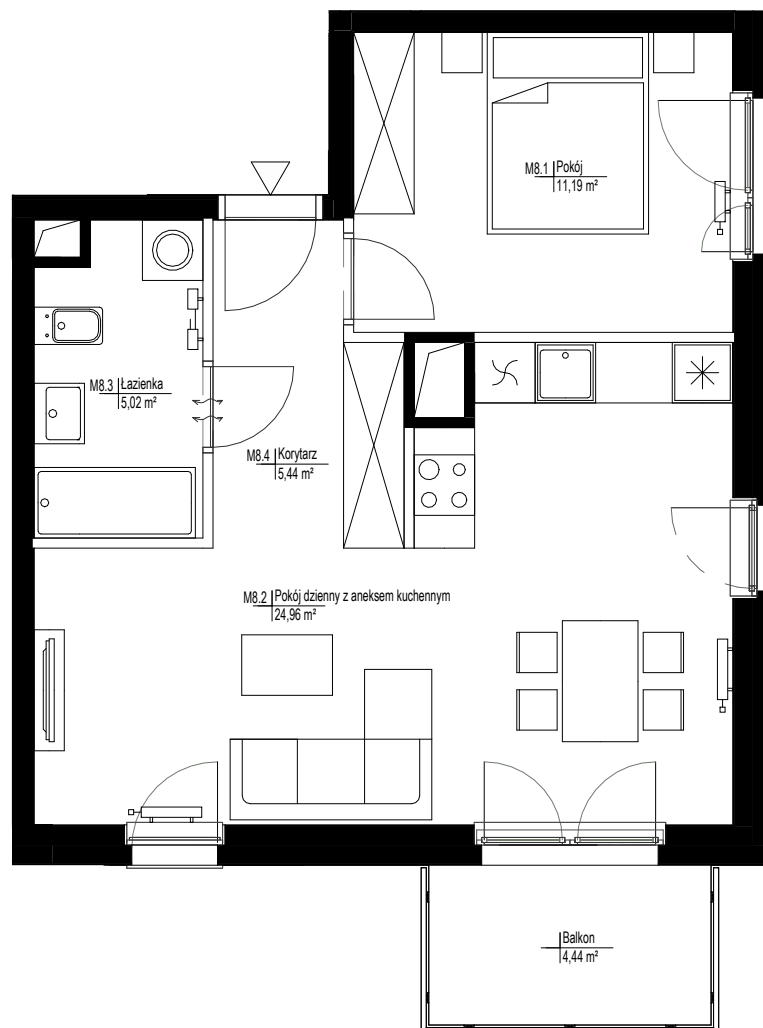 M8.1 Pokój
11,19 m²
M8.3 Łazienka
5,02 m²
M8.4 Korytarz
5,44 m²
M8.2 Pokój dzienny z aneksem kuchennym
24,96 m²
Balkon
4,44 m²